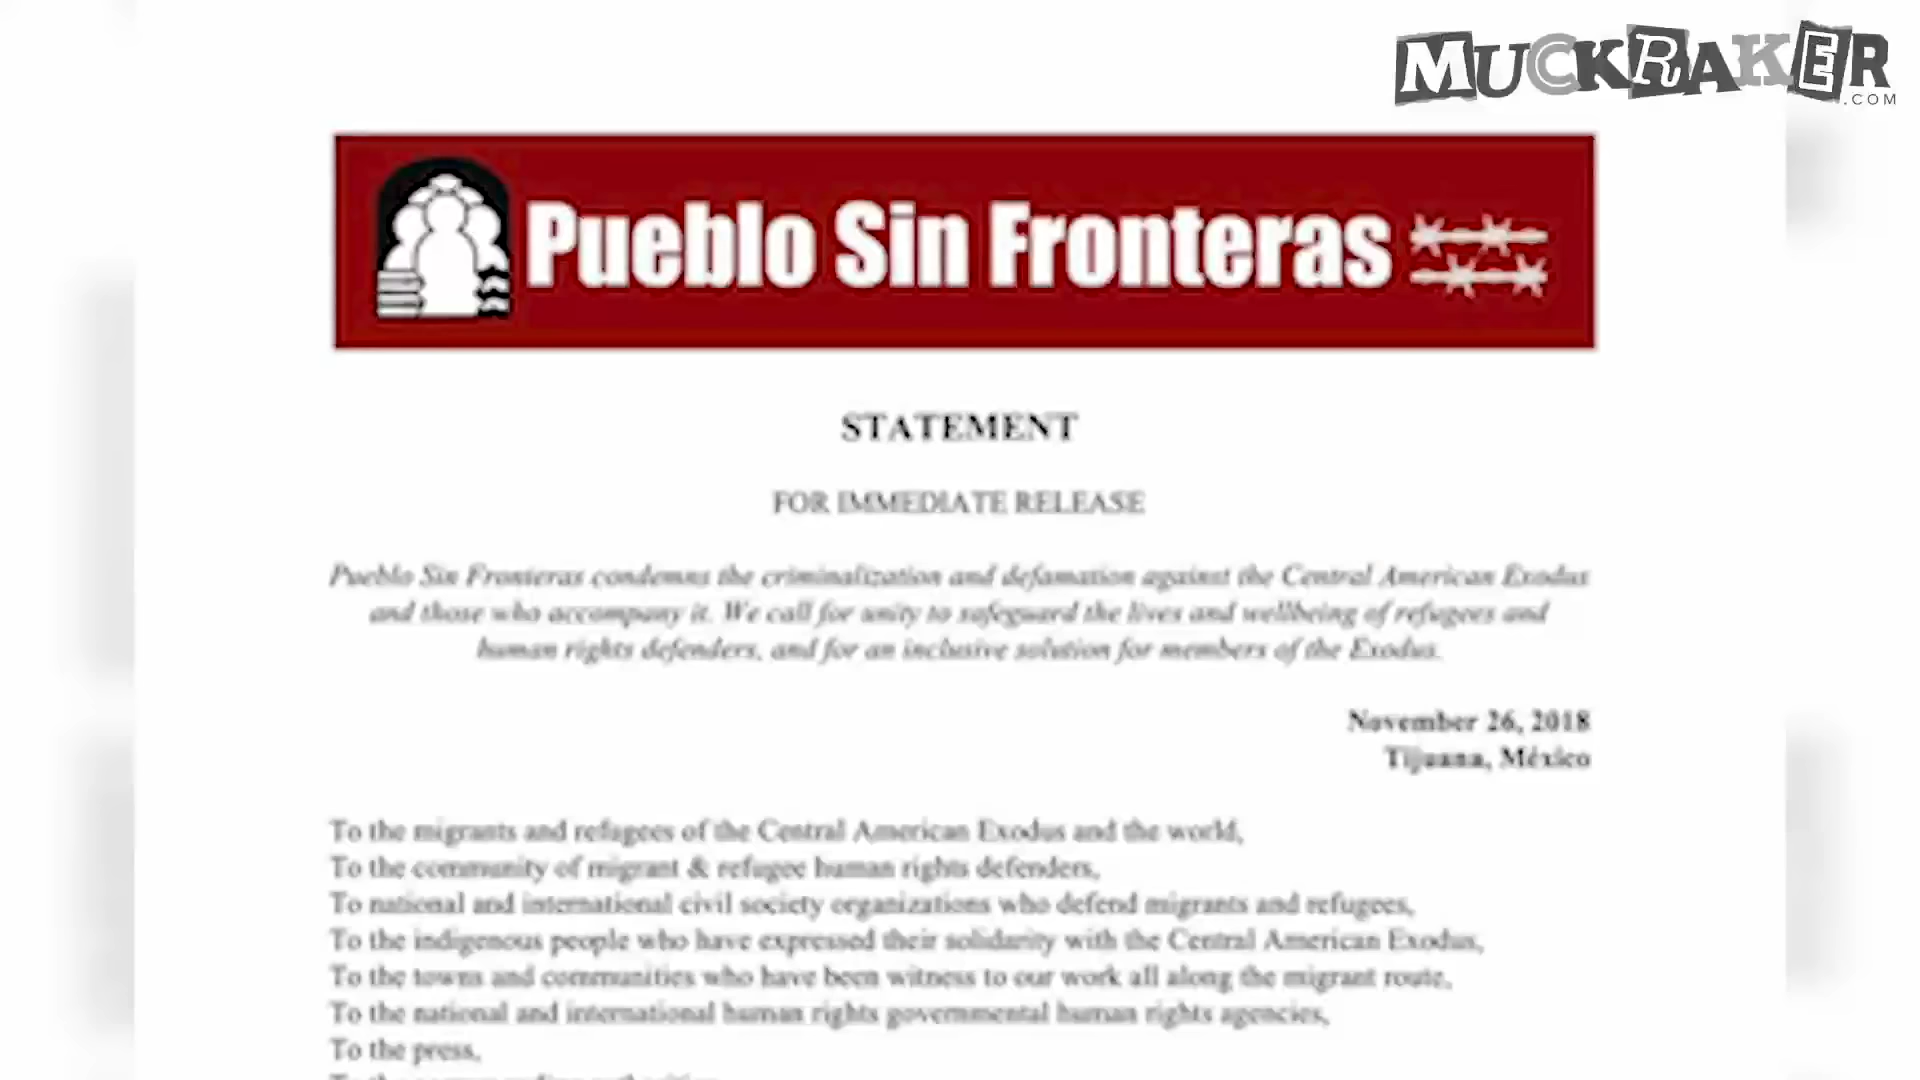 MUCKRAKER
.COM
Pueblo Sin Fronteras
STATEMENT
FOR IMMEDIATE RELEASE
Pueblo Sin Fronteras condemns the criminalization and defamation against the Central American Exodus
and those who accompany it. We call for unity to safeguard the lives and wellbeing of refugees and
human rights defenders, and for an inclusive solution for members of the Exodus.
November 26, 2018
Tijuana, México
To the migrants and refugees of the Central American Exodus and the world,
To the community of migrant & refugee human rights defenders,
To national and international civil society organizations who defend migrants and refugees,
To the indigenous people who have expressed their solidarity with the Central American Exodus,
To the towns and communities who have been witness to our work all along the migrant route,
To the national and international human rights governmental human rights agencies,
To the press,